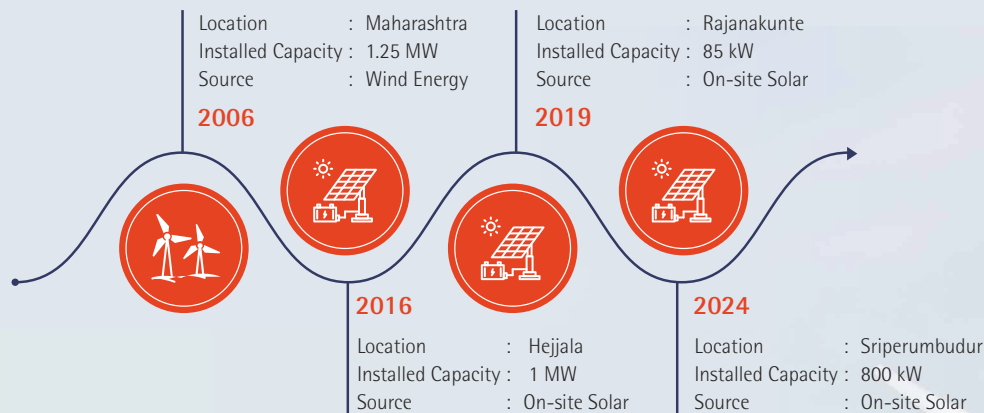 Location : Maharashtra
Installed Capacity : 1.25 MW
Source : Wind Energy
2006
Location : Rajanakunte
Installed Capacity : 85 kW
Source : On-site Solar
2019
2016
Location : Hejjala
Installed Capacity : 1 MW
Source : On-site Solar
2024
Location : Sriperumbudur
Installed Capacity : 800 kW
Source : On-site Solar